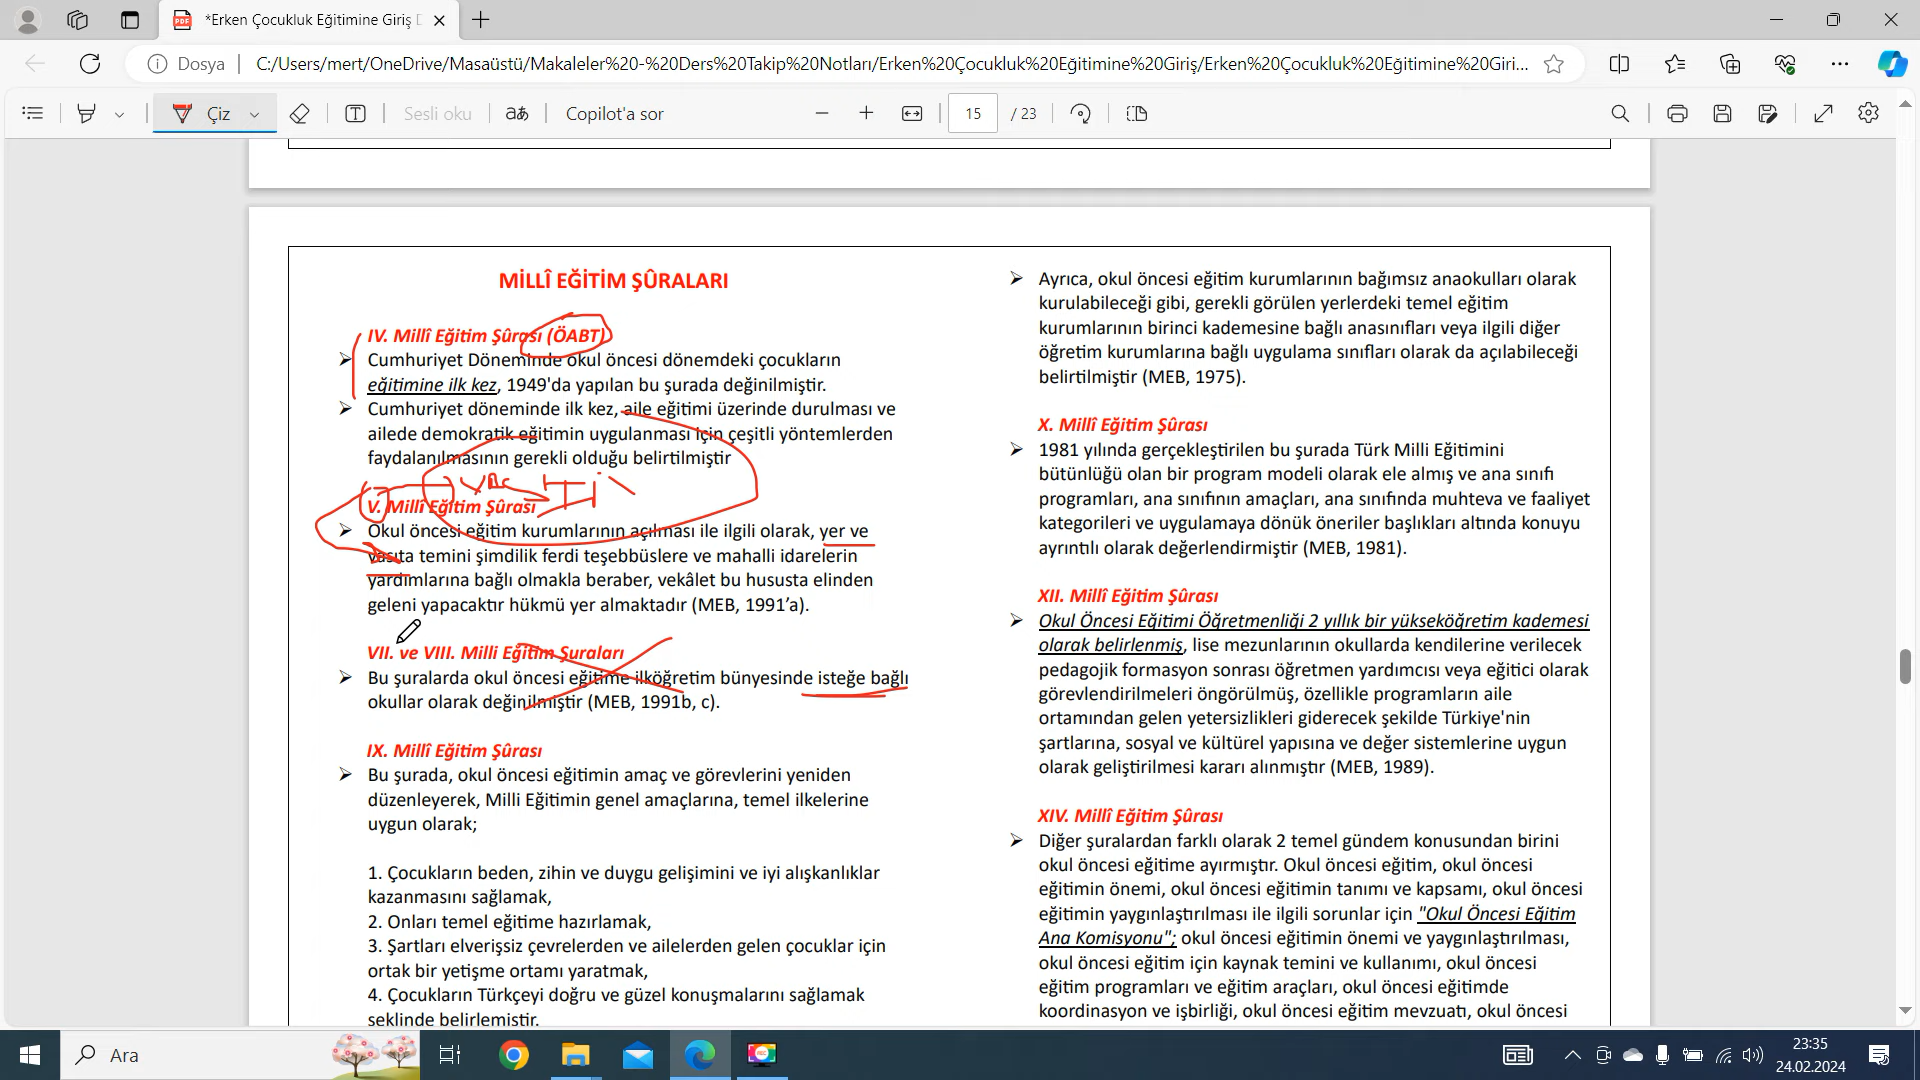 *Erken Çocukluk Eğitimine Giriş D
Dosya
C:/Users/mert/OneDrive/Masaüstü/Makaleler%20-%20Ders%20Takip%20Notları/Erken%20Çocukluk%20Eğitimine%20Giriş/Erken%20Çocukluk%20Eğitimine%20Giri...
Çiz
Sesli oku
aあ
Copilot'a sor
15
/ 23
MİLLÎ EĞİTİM ŞÛRALARI
IV. Millî Eğitim Şûrası (ÖABT)
➢ Cumhuriyet Döneminde okul öncesi dönemdeki çocukların
eğitimine ilk kez, 1949'da yapılan bu şurada değinilmiştir.
➢ Cumhuriyet döneminde ilk kez, aile eğitimi üzerinde durulması ve
ailede demokratik eğitimin uygulanması için çeşitli yöntemlerden
faydalanılmasının gerekli olduğu belirtilmiştir
V. Millî Eğitim Şûrası
➢ Okul öncesi eğitim kurumlarının açılması ile ilgili olarak, yer ve
vasıta temini şimdilik ferdi teşebbüslere ve mahalli idarelerin
yardımlarına bağlı olmakla beraber, vekâlet bu hususta elinden
geleni yapacaktır hükmü yer almaktadır (MEB, 1991’a).
VII. ve VIII. Milli Eğitim Şuraları
➢ Bu şuralarda okul öncesi eğitime ilköğretim bünyesinde isteğe bağlı
okullar olarak değinilmiştir (MEB, 1991b, c).
IX. Millî Eğitim Şûrası
➢ Bu şurada, okul öncesi eğitimin amaç ve görevlerini yeniden
düzenleyerek, Milli Eğitimin genel amaçlarına, temel ilkelerine
uygun olarak;
1. Çocukların beden, zihin ve duygu gelişimini ve iyi alışkanlıklar
kazanmasını sağlamak,
2. Onları temel eğitime hazırlamak,
3. Şartları elverişsiz çevrelerden ve ailelerden gelen çocuklar için
ortak bir yetişme ortamı yaratmak,
4. Çocukların Türkçeyi doğru ve güzel konuşmalarını sağlamak
şeklinde belirlemiştir.
➢ Ayrıca, okul öncesi eğitim kurumlarının bağımsız anaokulları olarak
kurulabileceği gibi, gerekli görülen yerlerdeki temel eğitim
kurumlarının birinci kademesine bağlı anasınıfları veya ilgili diğer
öğretim kurumlarına bağlı uygulama sınıfları olarak da açılabileceği
belirtilmiştir (MEB, 1975).
X. Millî Eğitim Şûrası
➢ 1981 yılında gerçekleştirilen bu şurada Türk Milli Eğitimini
bütünlüğü olan bir program modeli olarak ele almış ve ana sınıfı
programları, ana sınıfının amaçları, ana sınıfında muhteva ve faaliyet
kategorileri ve uygulamaya dönük öneriler başlıkları altında konuyu
ayrıntılı olarak değerlendirmiştir (MEB, 1981).
XII. Millî Eğitim Şûrası
➢ Okul Öncesi Eğitimi Öğretmenliği 2 yıllık bir yükseköğretim kademesi
olarak belirlenmiş, lise mezunlarının okullarda kendilerine verilecek
pedagojik formasyon sonrası öğretmen yardımcısı veya eğitici olarak
görevlendirilmeleri öngörülmüş, özellikle programların aile
ortamından gelen yetersizlikleri giderecek şekilde Türkiye'nin
şartlarına, sosyal ve kültürel yapısına ve değer sistemlerine uygun
olarak geliştirilmesi kararı alınmıştır (MEB, 1989).
XIV. Millî Eğitim Şûrası
➢ Diğer şuralardan farklı olarak 2 temel gündem konusundan birini
okul öncesi eğitime ayırmıştır. Okul öncesi eğitim, okul öncesi
eğitimin önemi, okul öncesi eğitimin tanımı ve kapsamı, okul öncesi
eğitimin yaygınlaştırılması ile ilgili sorunlar için "Okul Öncesi Eğitim
Ana Komisyonu"; okul öncesi eğitimin önemi ve yaygınlaştırılması,
okul öncesi eğitim için kaynak temini ve kullanımı, okul öncesi
eğitim programları ve eğitim araçları, okul öncesi eğitimde
koordinasyon ve işbirliği, okul öncesi eğitim mevzuatı, okul öncesi
Ara
23:35
24.02.2024